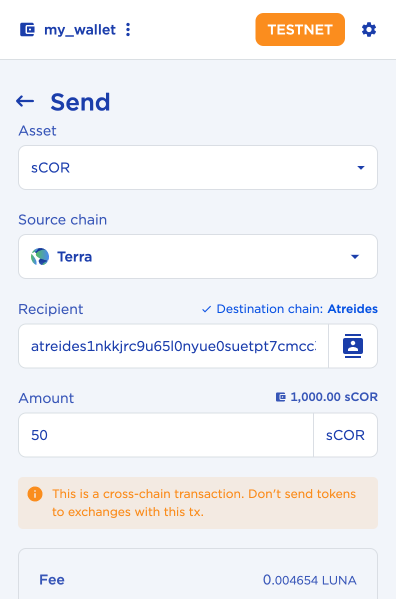 my_wallet
TESTNET
Send
Asset
sCOR
Source chain
Terra
Recipient
Destination chain: Atreides
atreides1nkkjrc9u65l0nyue0suetpt7cmcc
Amount
1,000.00 sCOR
50
sCOR
This is a cross-chain transaction. Don't send tokens
to exchanges with this tx.
Fee
0.004654 LUNA